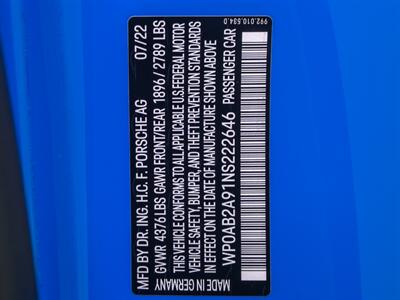 992.010.534.0
MFD BY DR. ING. H.C. F. PORSCHE AG 07/22
GVWR 4376 LBS GAWR FRONT/REAR 1896/2789 LBS
THIS VEHICLE CONFORMS TO ALL APPLICABLE U.S.FEDERAL MOTOR
VEHICLE SAFETY, BUMPER, AND THEFT PREVENTION STANDARDS
IN EFFECT ON THE DATE OF MANUFACTURE SHOWN ABOVE
WP0AB2A91NS222646 PASSENGER CAR
MADE IN GERMANY